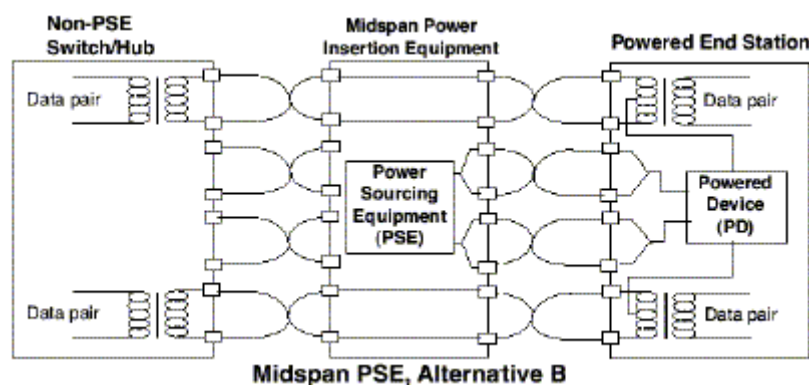 Non-PSE
Switch/Hub
Midspan Power
Insertion Equipment
Powered End Station
Data pair
Data pair
Power
Sourcing
Equipment
(PSE)
Powered
Device
(PD)
Data pair
Data pair
Midspan PSE, Alternative B